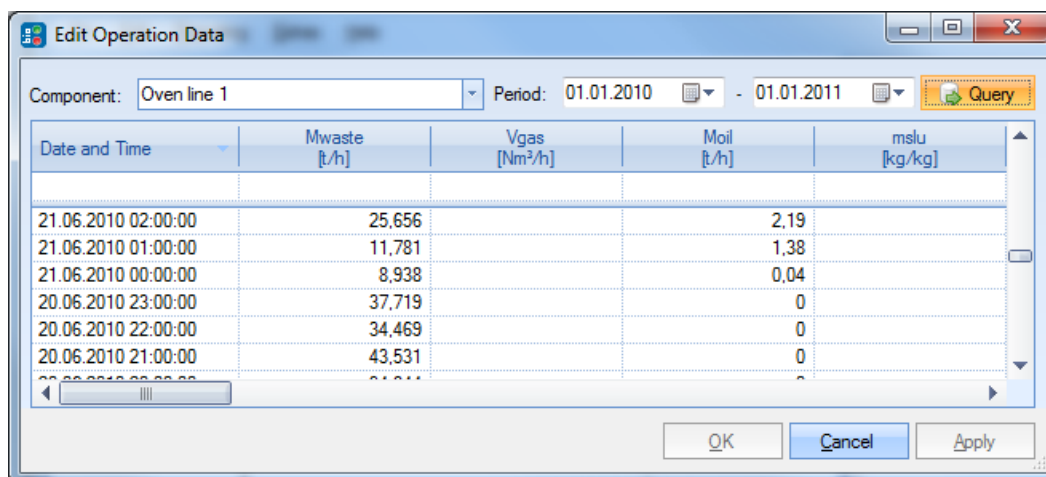 Edit Operation Data
Component: Oven line 1 Period: 01.01.2010 - 01.01.2011 Query
Date and Time Mwaste Vgas Moil mslu
[t/h] [Nm³/h] [t/h] [kg/kg]
21.06.2010 02:00:00 25,656 2,19
21.06.2010 01:00:00 11,781 1,38
21.06.2010 00:00:00 8,938 0,04
20.06.2010 23:00:00 37,719 0
20.06.2010 22:00:00 34,469 0
20.06.2010 21:00:00 43,531 0
OK Cancel Apply